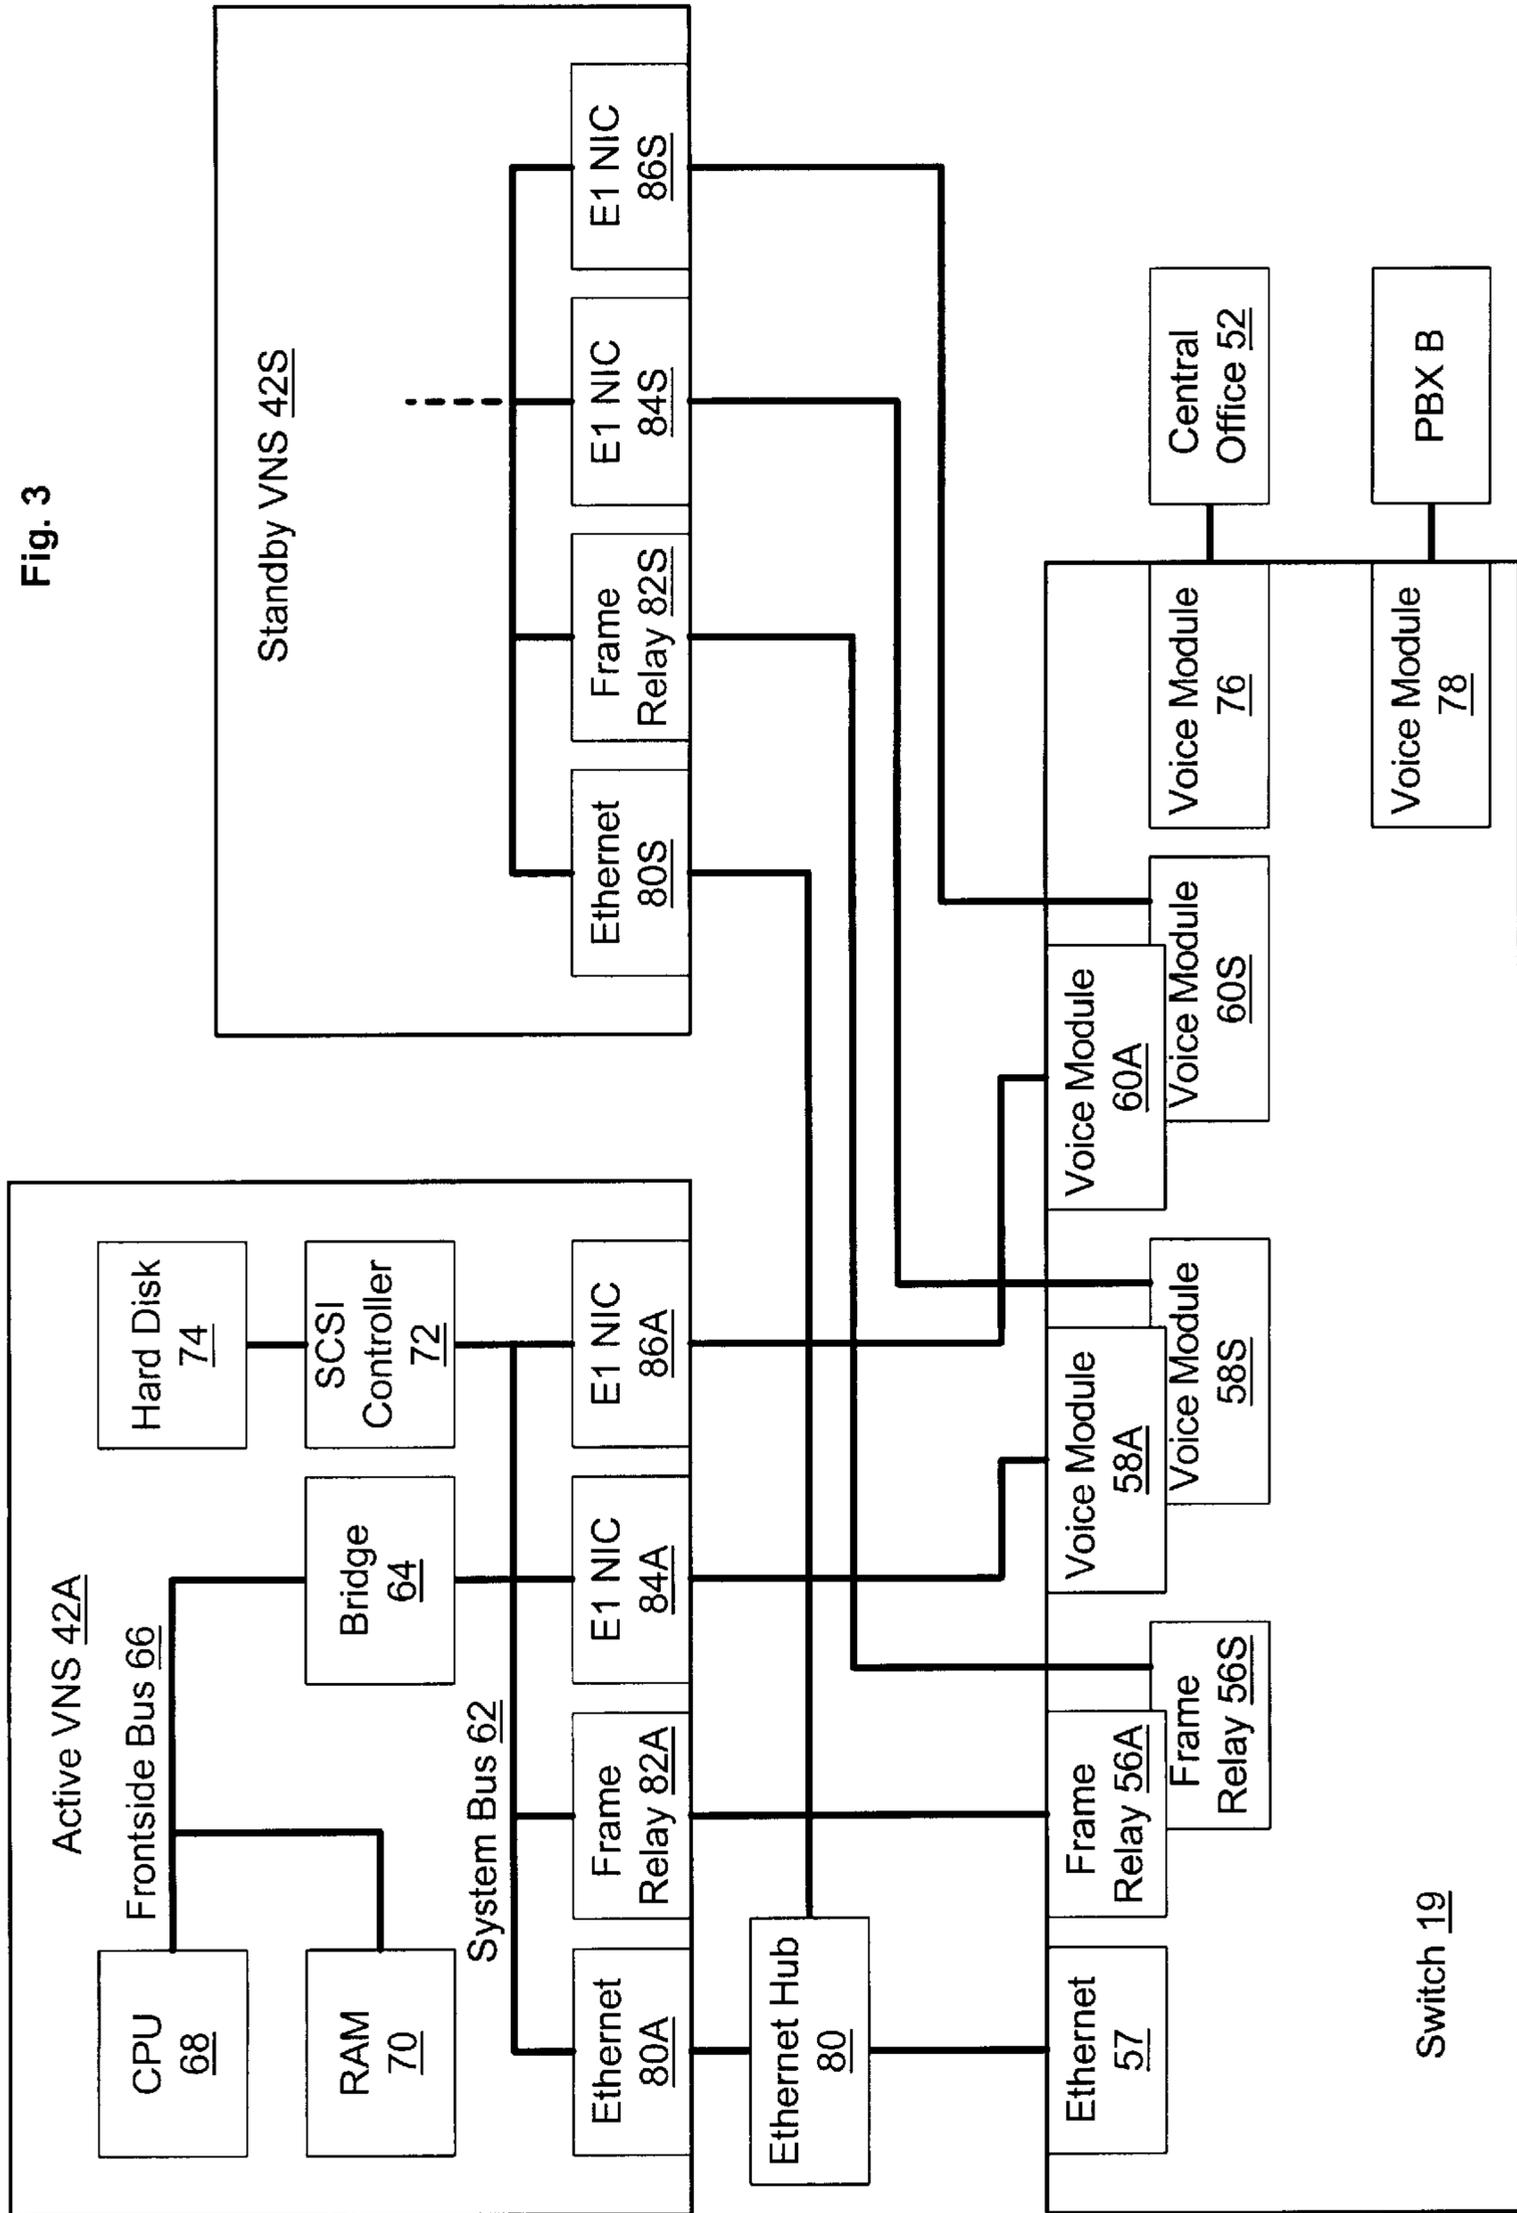 Fig. 3
Active VNS 42A
CPU
68
Frontside Bus 66
Hard Disk
74
RAM
70
Bridge
64
SCSI
Controller
72
System Bus 62
Ethernet
80A
Frame
Relay 82A
E1 NIC
84A
E1 NIC
86A
Standby VNS 42S
Ethernet
80S
Frame
Relay 82S
E1 NIC
84S
E1 NIC
86S
Ethernet Hub
80
Ethernet
57
Frame
Relay 56A
Frame
Relay 56S
Voice Module
58A
Voice Module
58S
Voice Module
60A
Voice Module
60S
Voice Module
76
Central
Office 52
Voice Module
78
PBX B
Switch 19